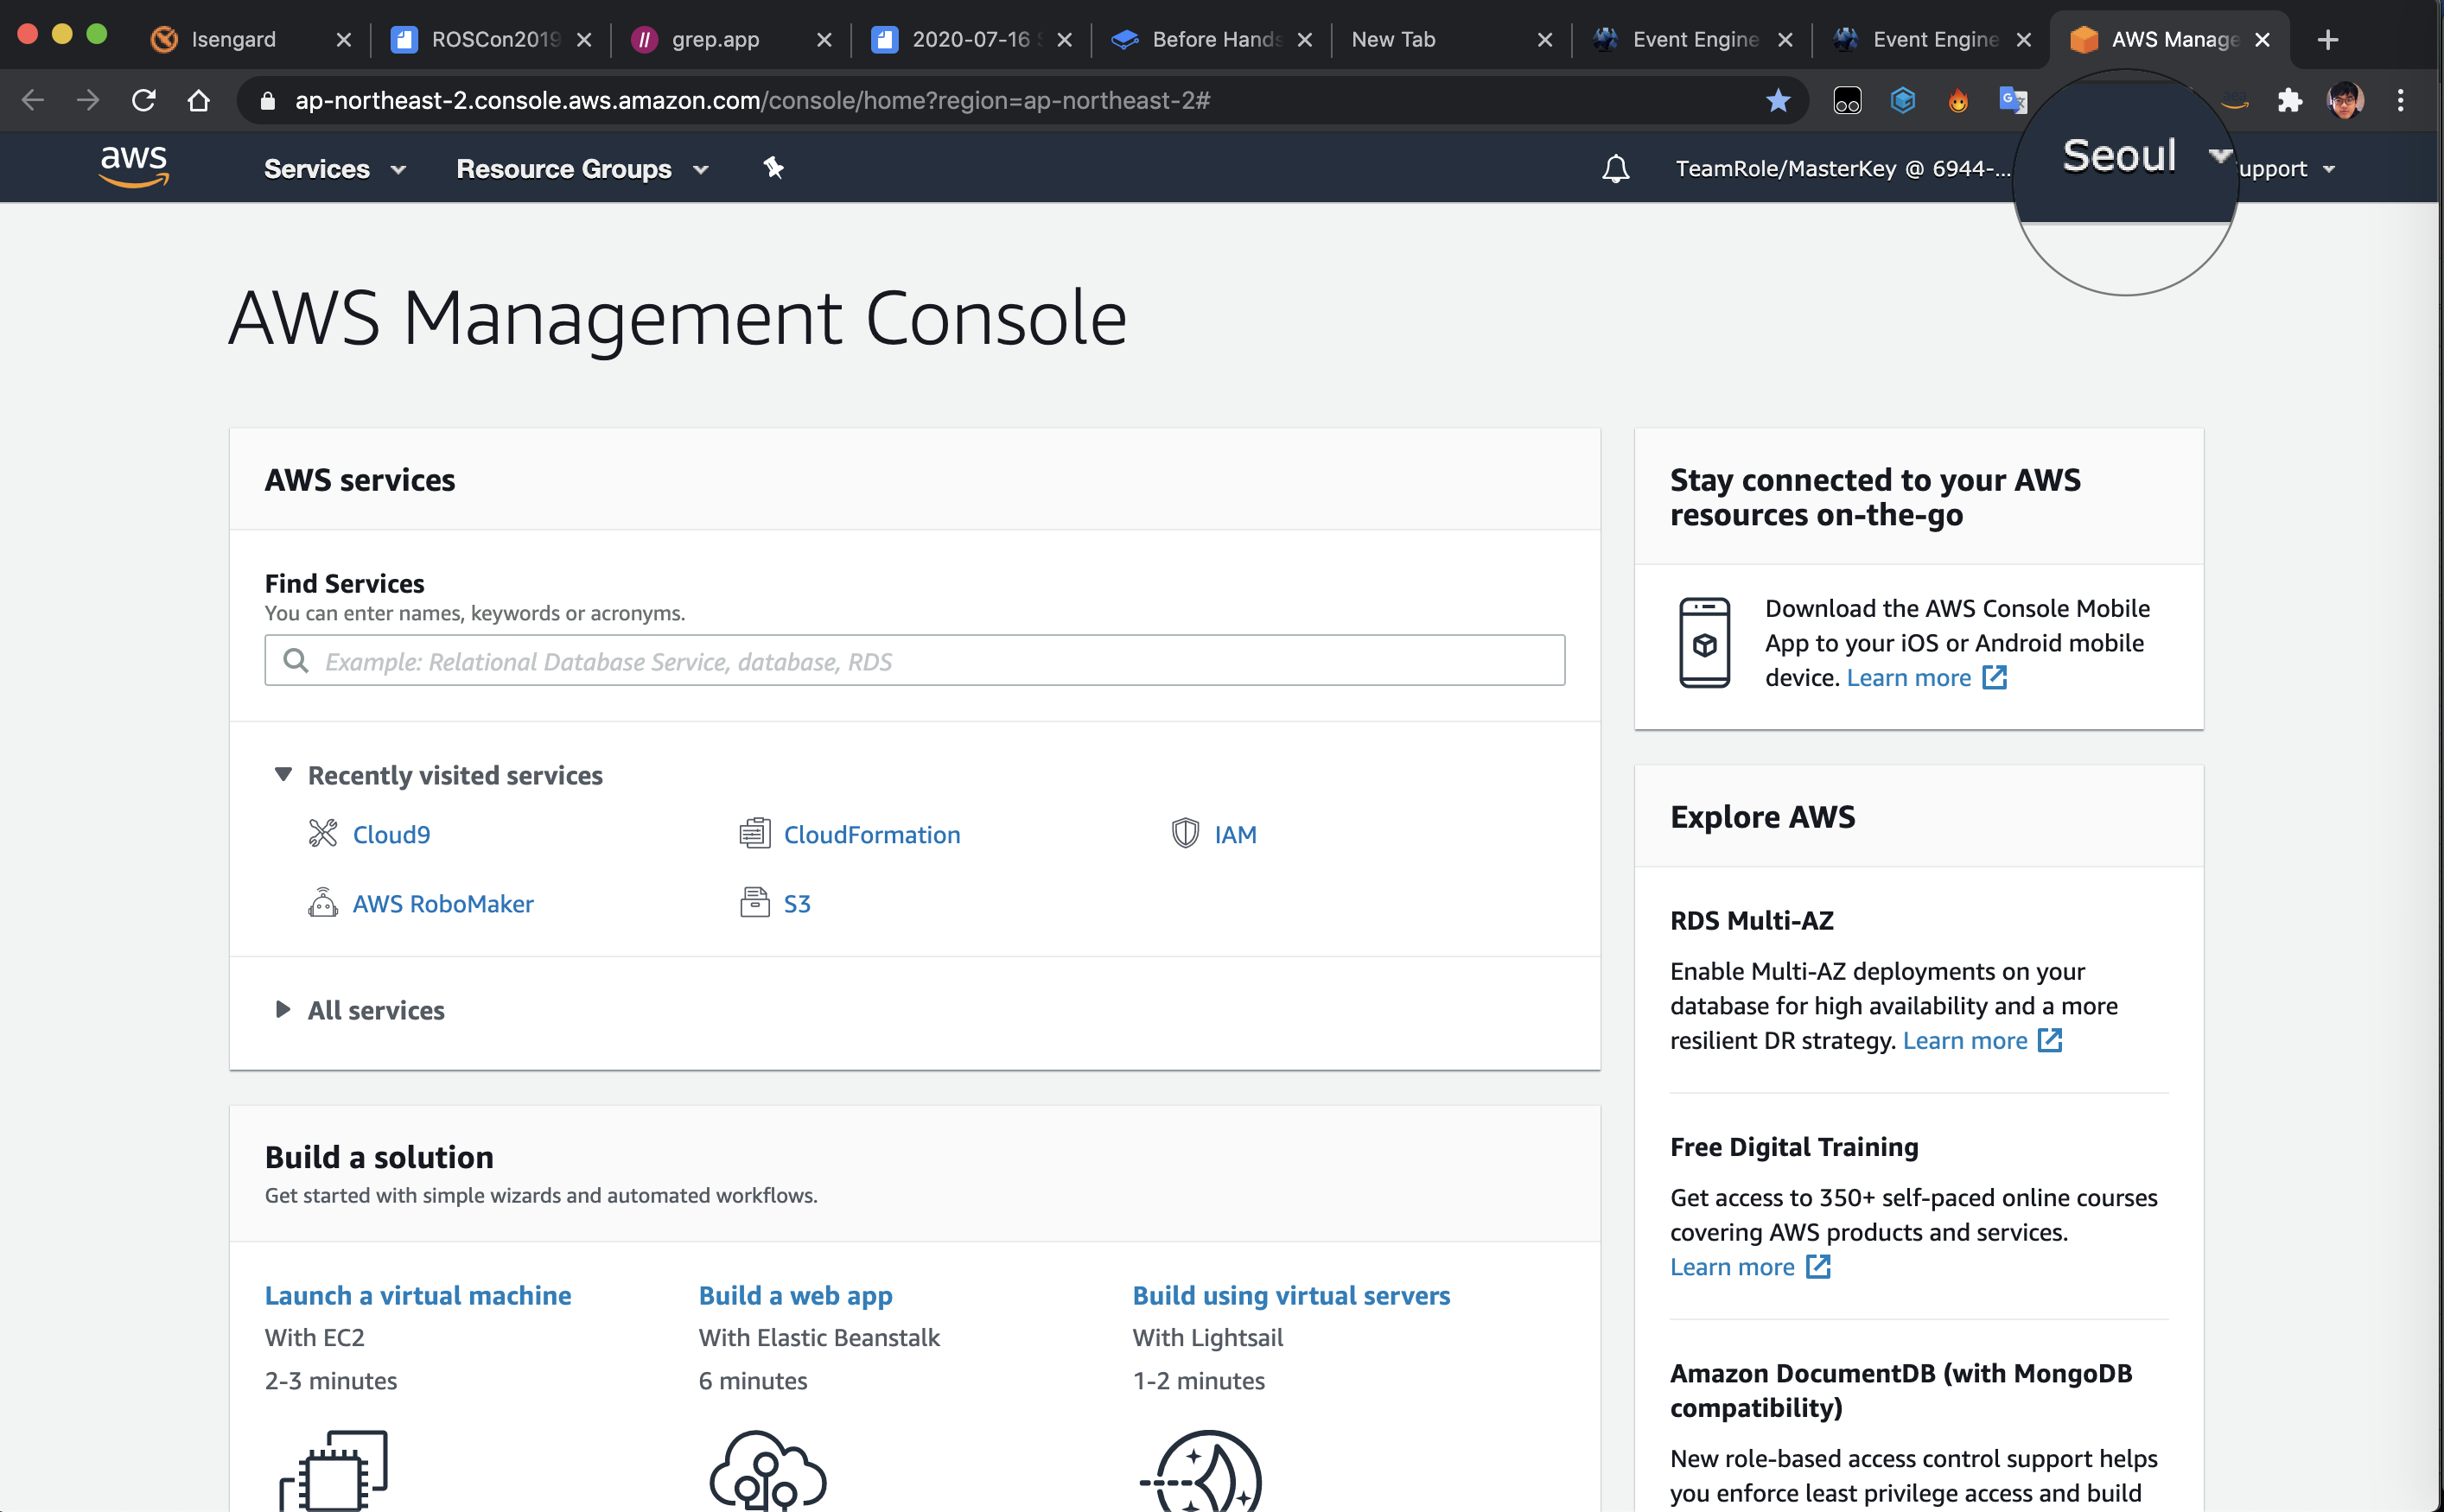 Isengard
ROSCon2019
grep.app
2020-07-16 S
Before Hands
New Tab
Event Engine
Event Engine
AWS Manage
ap-northeast-2.console.aws.amazon.com/console/home?region=ap-northeast-2#
aws
Services
Resource Groups
TeamRole/MasterKey @ 6944-...
Seoul
upport
AWS Management Console
AWS services
Find Services
You can enter names, keywords or acronyms.
Example: Relational Database Service, database, RDS
Recently visited services
Cloud9
CloudFormation
IAM
AWS RoboMaker
S3
All services
Build a solution
Get started with simple wizards and automated workflows.
Launch a virtual machine
With EC2
2-3 minutes
Build a web app
With Elastic Beanstalk
6 minutes
Build using virtual servers
With Lightsail
1-2 minutes
Stay connected to your AWS
resources on-the-go
Download the AWS Console Mobile
App to your iOS or Android mobile
device. Learn more
Explore AWS
RDS Multi-AZ
Enable Multi-AZ deployments on your
database for high availability and a more
resilient DR strategy. Learn more
Free Digital Training
Get access to 350+ self-paced online courses
covering AWS products and services.
Learn more
Amazon DocumentDB (with MongoDB
compatibility)
New role-based access control support helps
you enforce least privilege access and build